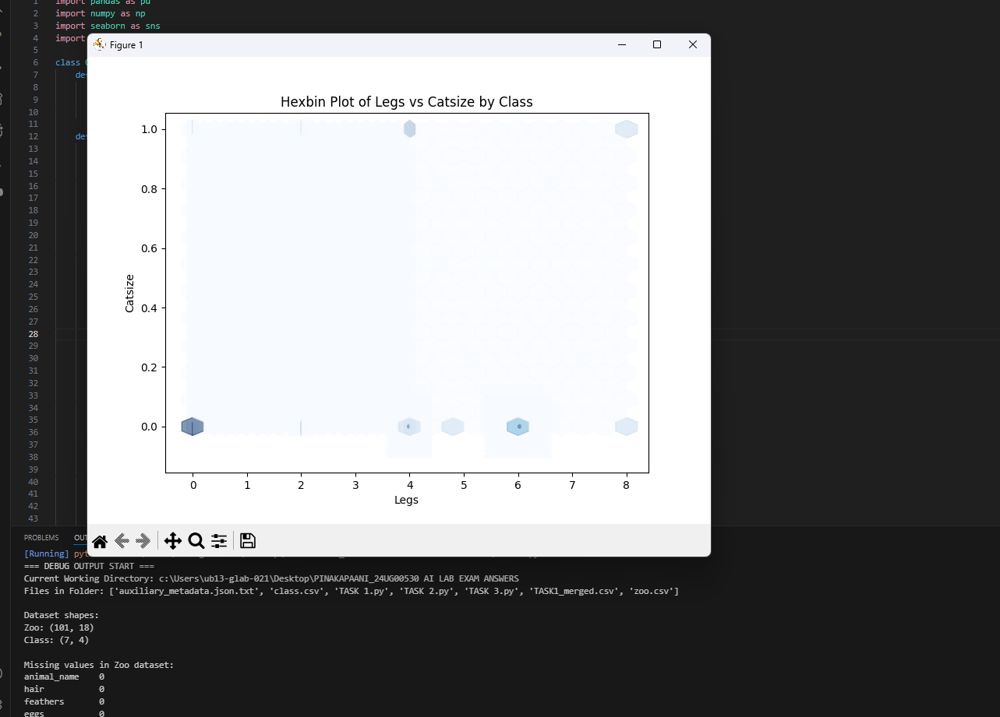 1 import pandas as pd
2 import numpy as np
3 import seaborn as sns
4 import
5
6 class
7 de
8
9
10
11
12 de
13
14
15
16
17
18
19
20
21
22
23
24
25
26
27
28
29
30
31
32
33
34
35
36
37
38
39
40
41
42
43
Figure 1
Hexbin Plot of Legs vs Catsize by Class
1.0
0.8
0.6
0.4
0.2
0.0
Catsize
0 1 2 3 4 5 6 7 8
Legs
PROBLEMS OUT
[Running] pyt
=== DEBUG OUTPUT START ===
Current Working Directory: c:\Users\ub13-glab-021\Desktop\PINAKAPAANI_24UG00530 AI LAB EXAM ANSWERS
Files in Folder: ['auxiliary_metadata.json.txt', 'class.csv', 'TASK 1.py', 'TASK 2.py', 'TASK 3.py', 'TASK1_merged.csv', 'zoo.csv']
Dataset shapes:
Zoo: (101, 18)
Class: (7, 4)
Missing values in Zoo dataset:
animal_name 0
hair 0
feathers 0
eggs 0